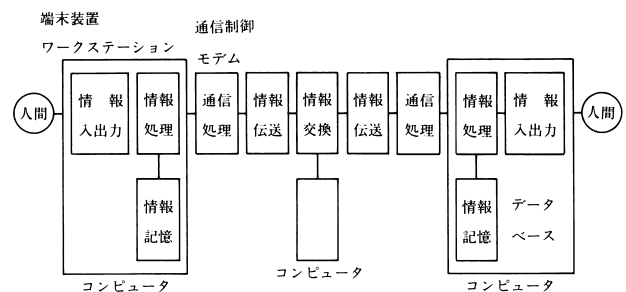 端末装置
ワークステーション
通信制御
モデム
人間
情報
入出力
情報
処理
通信
処理
情報
伝送
情報
交換
情報
伝送
通信
処理
情報
処理
情報
入出力
人間
情報
記憶
情報
記憶
データ
ベース
コンピュータ
コンピュータ
コンピュータ